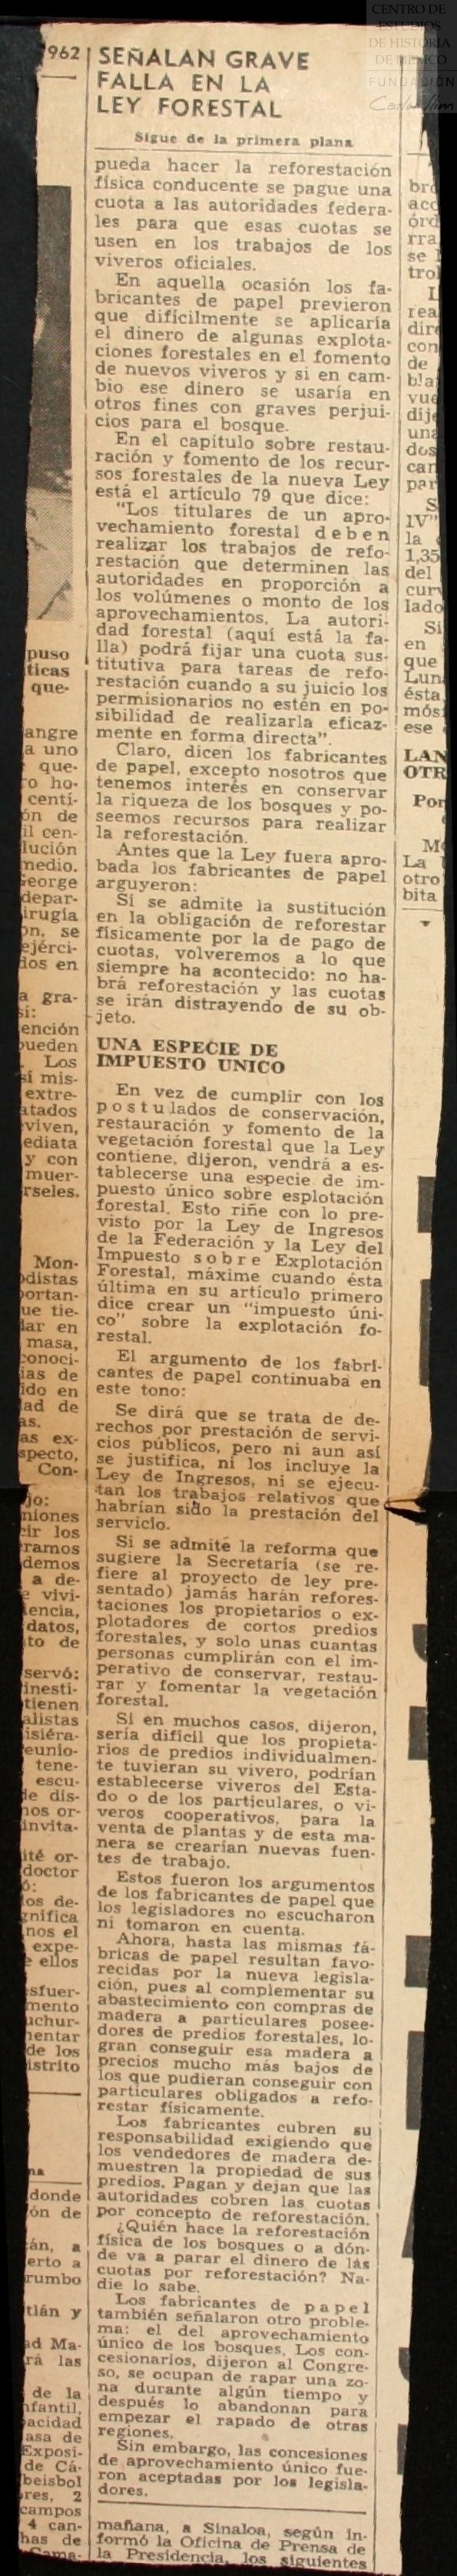 CENTRO DE
ESTUDIOS
DE HISTORIA
DE MEXICO
FUNDACIÓN
Carlos Slim
962
SEÑALAN GRAVE
FALLA EN LA
LEY FORESTAL
Sigue de la primera plana
pueda hacer la reforestación
física conducente se pague una
cuota a las autoridades federa-
les para que esas cuotas se
usen en los trabajos de los
viveros oficiales.
En aquella ocasión los fa-
bricantes de papel previeron
que difícilmente se aplicaría
el dinero de algunas explota-
ciones forestales en el fomento
de nuevos viveros y si en cam-
bio ese dinero se usaría en
otros fines con graves perjui-
cios para el bosque.
En el capítulo sobre restau-
ración y fomento de los recur-
sos forestales de la nueva Ley
está el artículo 79 que dice:
"Los titulares de un apro-
vechamiento forestal deben
realizar los trabajos de refo-
restación que determinen las
autoridades en proporción a
los volúmenes o monto de los
aprovechamientos. La autori-
dad forestal (aquí está la fa-
lla) podrá fijar una cuota sus-
titutiva para tareas de refo-
restación cuando a su juicio los
permisionarios no estén en po-
sibilidad de realizarla eficaz-
mente en forma directa".
Claro, dicen los fabricantes
de papel, excepto nosotros que
tenemos interés en conservar
la riqueza de los bosques y po-
seemos recursos para realizar
la reforestación.
Antes que la Ley fuera apro-
bada los fabricantes de papel
arguyeron:
Si se admite la sustitución
en la obligación de reforestar
físicamente por la de pago de
cuotas, volveremos a lo que
siempre ha acontecido: no ha-
brá reforestación y las cuotas
se irán distrayendo de su ob-
jeto.
UNA ESPECIE DE
IMPUESTO UNICO
En vez de cumplir con los
postulados de conservación,
restauración y fomento de la
vegetación forestal que la Ley
contiene, dijeron, vendrá a es-
tablecerse una especie de im-
puesto único sobre esplotación
forestal. Esto riñe con lo pre-
visto por la Ley de Ingresos
de la Federación y la Ley del
Impuesto sobre Explotación
Forestal, máxime cuando ésta
última en su artículo primero
dice crear un "impuesto úni-
co" sobre la explotación fo-
restal.
El argumento de los fabri-
cantes de papel continuaba en
este tono:
Se dirá que se trata de de-
rechos por prestación de servi-
cios públicos, pero ni aun así
se justifica, ni los incluye la
Ley de Ingresos, ni se ejecu-
tan los trabajos relativos que
habrían sido la prestación del
servicio.
Si se admite la reforma que
sugiere la Secretaría (se re-
fiere al proyecto de ley pre-
sentado) jamás harán refores-
taciones los propietarios o ex-
plotadores de cortos predios
forestales, y solo unas cuantas
personas cumplirán con el im-
perativo de conservar, restau-
rar y fomentar la vegetación
forestal.
Si en muchos casos, dijeron,
sería difícil que los propieta-
rios de predios individualmen-
te tuvieran su vivero, podrían
establecerse viveros del Esta-
do o de los particulares, o vi-
veros cooperativos, para la
venta de plantas y de esta ma-
nera se crearían nuevas fuen-
tes de trabajo.
Estos fueron los argumentos
de los fabricantes de papel que
los legisladores no escucharon
ni tomaron en cuenta.
Ahora, hasta las mismas fá-
bricas de papel resultan favo-
recidas por la nueva legisla-
ción, pues al complementar su
abastecimiento con compras de
madera a particulares posee-
dores de predios forestales, lo-
gran conseguir esa madera a
precios mucho más bajos de
los que pudieran conseguir con
particulares obligados a refo-
restar físicamente.
Los fabricantes cubren su
responsabilidad exigiendo que
los vendedores de madera de-
muestren la propiedad de sus
predios. Pagan y dejan que las
autoridades cobren las cuotas
por concepto de reforestación.
¿Quién hace la reforestación
física de los bosques o a dón-
de va a parar el dinero de las
cuotas por reforestación? Na-
die lo sabe.
Los fabricantes de papel
también señalaron otro proble-
ma: el del aprovechamiento
único de los bosques. Los con-
cesionarios, dijeron al Congre-
so, se ocupan de rapar una zo-
na durante algún tiempo y
después lo abandonan para
empezar el rapado de otras
regiones.
Sin embargo, las concesiones
de aprovechamiento único fue-
ron aceptadas por los legisla-
dores.
mañana, a Sinaloa, según in-
formó la Oficina de Prensa de
la Presidencia, los siguientes